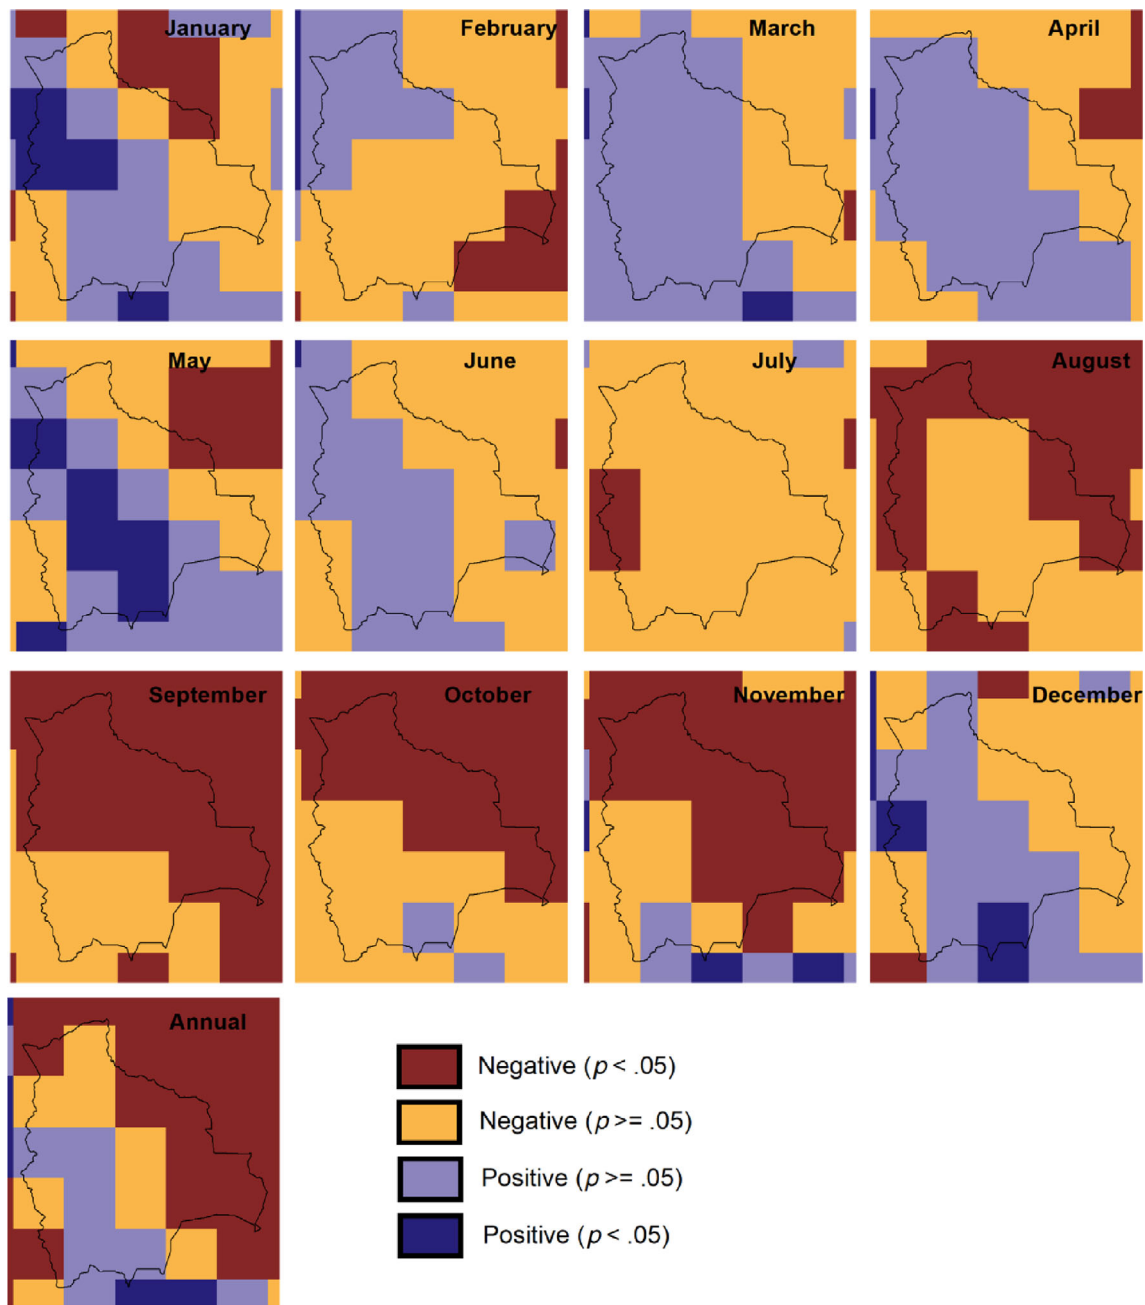 January
February
March
April
May
June
July
August
September
October
November
December
Annual
Negative (p < .05)
Negative (p >= .05)
Positive (p >= .05)
Positive (p < .05)